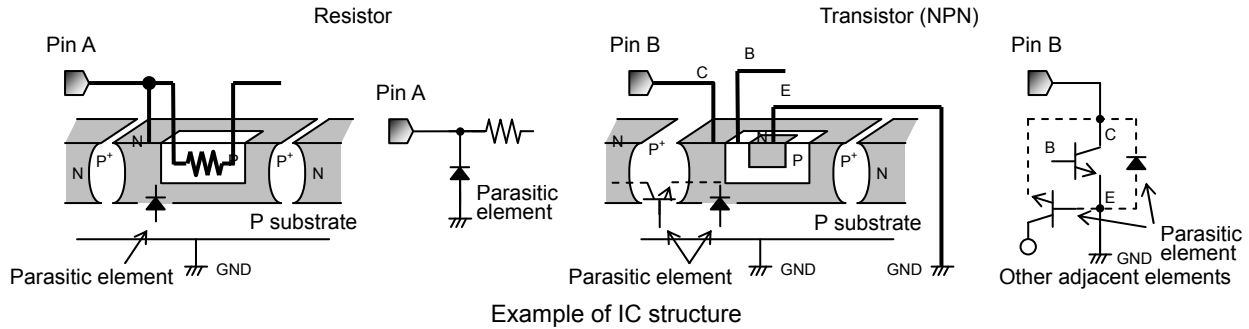 Resistor
Transistor (NPN)
Pin A
Pin B
Pin B
C
B
E
Pin A
N
P+
N
P
P+
N
N
P+
N
P
P+
N
C
B
E
Parasitic
element
P substrate
P substrate
Parasitic
element
Parasitic element
GND
Parasitic element
GND
GND
GND
Other adjacent elements
Example of IC structure